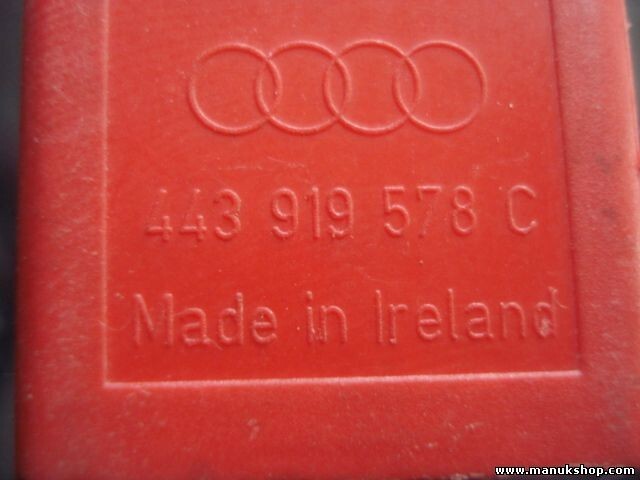 443 919 578 C
Made in Ireland
www.manukshop.com